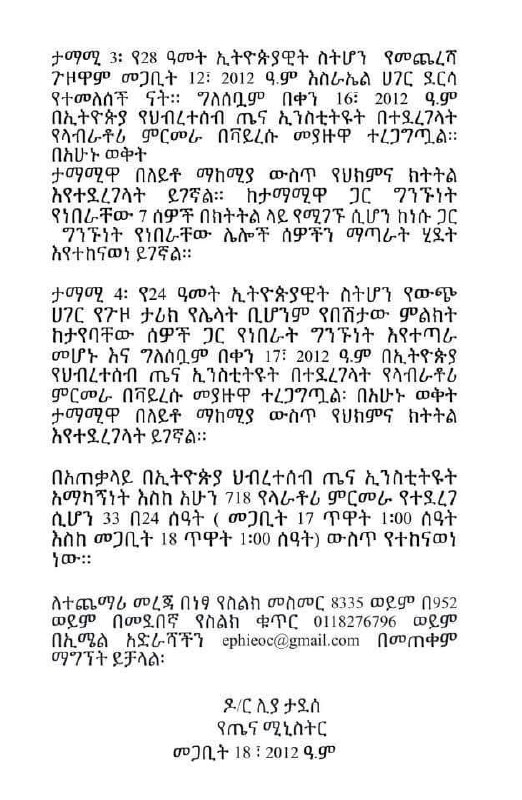 ታማሚ 3፡ የ28 ዓመት ኢትዮጵያዊት ስትሆን የመጨረሻ
ጉዞዋም መጋቢት 12፣ 2012 ዓ.ም እስራኤል ሀገር ደርሳ
የተመለሰች ናት። ግለሰቧም በቀን 16፣ 2012 ዓ.ም
በኢትዮጵያ የህብረተሰብ ጤና ኢንስቲትዩት በተደረገላት
የላብራቶሪ ምርመራ በቫይረሱ መያዙዋ ተረጋግጧል።
በአሁኑ ወቅት
ታማሚዋ በለይቶ ማከሚያ ውስጥ የህክምና ክትትል
እየተደረገላት ይገኛል። ከታማሚዋ ጋር ግንኙነት
የነበራቸው 7 ሰዎች በክትትል ላይ የሚገኙ ሲሆን ከነሱ ጋር
ግንኙነት የነበራቸው ሌሎች ሰዎችን ማጣራት ሂደት
እየተከናወነ ይገኛል።
ታማሚ 4፡ የ24 ዓመት ኢትዮጵያዊት ስትሆን የውጭ
ሀገር የጉዞ ታሪክ የሌላት ቢሆንም የበሽታው ምልክት
ከታየባቸው ሰዎች ጋር የነበራት ግንኙነት እየተጣራ
መሆኑ እና ግለሰቧም በቀን 17፣ 2012 ዓ.ም በኢትዮጵያ
የህብረተሰብ ጤና ኢንስቲትዩት በተደረገላት የላብራቶሪ
ምርመራ በቫይረሱ መያዙዋ ተረጋግጧል፡ በአሁኑ ወቅት
ታማሚዋ በለይቶ ማከሚያ ውስጥ የህክምና ክትትል
እየተደረገላት ይገኛል።
በአጠቃላይ በኢትዮጵያ ህብረተሰብ ጤና ኢንስቲትዩት
አማካኝነት እስከ አሁን 718 የላራቶሪ ምርመራ የተደረገ
ሲሆን 33 በ24 ሰዓት ( መጋቢት 17 ጥዋት 1፡00 ሰዓት
እስከ መጋቢት 18 ጥዋት 1፡00 ሰዓት) ውስጥ የተከናወነ
ነው።
ለተጨማሪ መረጃ በነፃ የስልክ መስመር 8335 ወይም በ952
ወይም በመደበኛ የስልክ ቁጥር 0118276796 ወይም
በኢሜል አድራሻችን ephieoc@gmail.com በመጠቀም
ማግኘት ይቻላል፡
ዶ/ር ሊያ ታደሰ
የጤና ሚኒስትር
መጋቢት 18 ፣ 2012 ዓ.ም